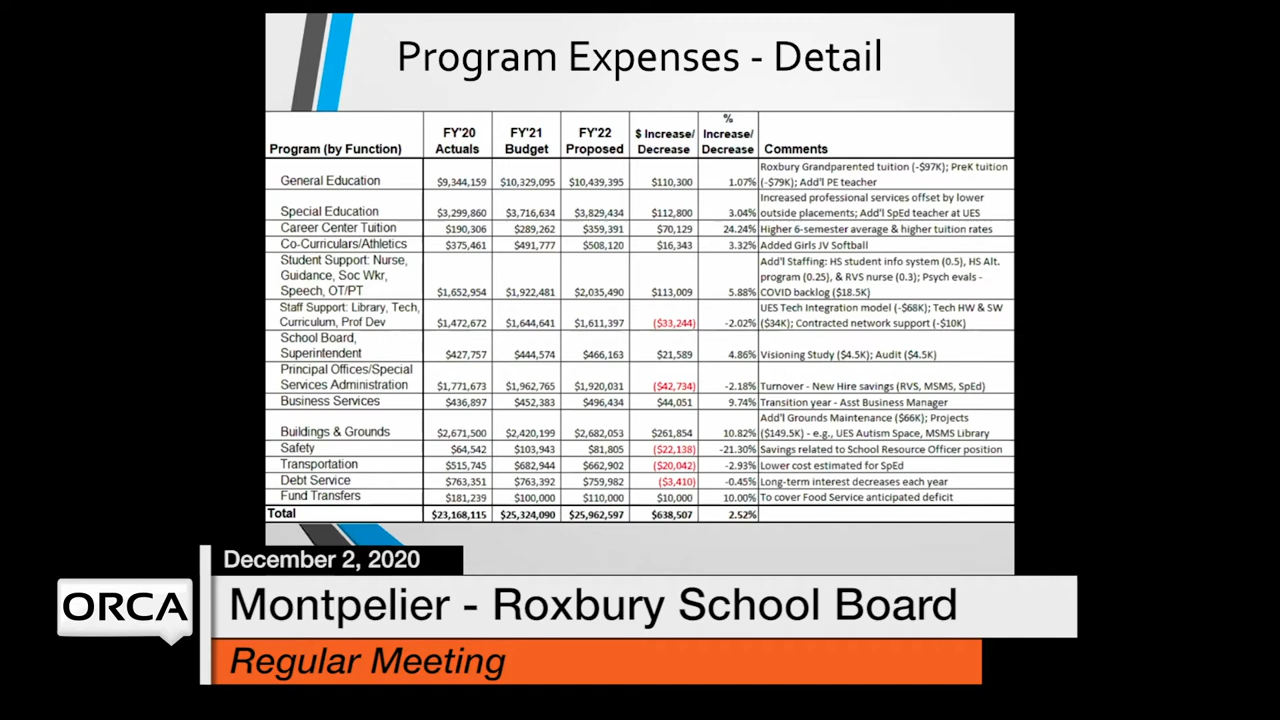 Program Expenses - Detail
Program (by Function) FY'20 Actuals FY'21 Budget FY'22 Proposed $ Increase/ Decrease % Increase/ Decrease Comments
General Education $9,344,159 $10,329,095 $10,439,395 $110,300 1.07% Roxbury Grandparented tuition (-$97K); PreK tuition (-$79K); Add'l PE teacher
Special Education $3,299,860 $3,716,634 $3,829,434 $112,800 3.04% Increased professional services offset by lower outside placements; Add'l SpEd teacher at UES
Career Center Tuition $190,306 $289,262 $359,391 $70,129 24.24% Higher 6-semester average & higher tuition rates
Co-Curriculars/Athletics $375,461 $491,777 $508,120 $16,343 3.32% Added Girls JV Softball
Student Support: Nurse, Guidance, Soc Wkr, Speech, OT/PT $1,652,954 $1,922,481 $2,035,490 $113,009 5.88% Add'l Staffing: HS student info system (0.5), HS Alt. program (0.25), & RVS nurse (0.3); Psych evals - COVID backlog ($18.5K)
Staff Support: Library, Tech, Curriculum, Prof Dev $1,472,672 $1,644,641 $1,611,397 ($33,244) -2.02% UES Tech Integration model (-$68K); Tech HW & SW ($34K); Contracted network support (-$10K)
School Board, Superintendent $427,757 $444,574 $466,163 $21,589 4.86% Visioning Study ($4.5K); Audit ($4.5K)
Principal Offices/Special Services Administration $1,771,673 $1,962,765 $1,920,031 ($42,734) -2.18% Turnover - New Hire savings (RVS, MSMS, SpEd)
Business Services $436,897 $452,383 $496,434 $44,051 9.74% Transition year - Asst Business Manager
Buildings & Grounds $2,671,500 $2,420,199 $2,682,053 $261,854 10.82% Add'l Grounds Maintenance ($66K); Projects ($149.5K) - e.g., UES Autism Space, MSMS Library
Safety $64,542 $103,943 $81,805 ($22,138) -21.30% Savings related to School Resource Officer position
Transportation $515,745 $682,944 $662,902 ($20,042) -2.93% Lower cost estimated for SpEd
Debt Service $763,351 $763,392 $759,982 ($3,410) -0.45% Long-term interest decreases each year
Fund Transfers $181,239 $100,000 $110,000 $10,000 10.00% To cover Food Service anticipated deficit
Total $23,168,115 $25,324,090 $25,962,597 $638,507 2.52%
December 2, 2020
ORCA
Montpelier - Roxbury School Board
Regular Meeting